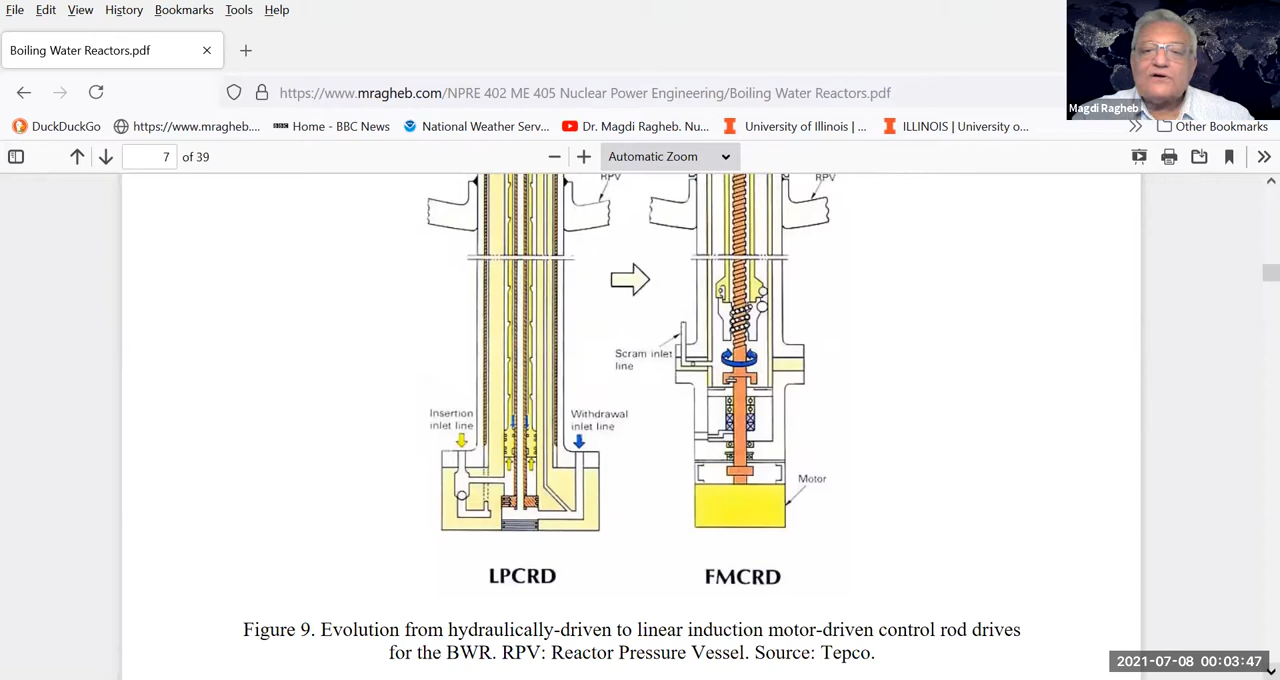 File Edit View History Bookmarks Tools Help
Boiling Water Reactors.pdf
https://www.mragheb.com/NPRE 402 ME 405 Nuclear Power Engineering/Boiling Water Reactors.pdf
Magdi Ragheb
DuckDuckGo https://www.mragheb.... Home - BBC News National Weather Serv... Dr. Magdi Ragheb. Nu... University of Illinois |... ILLINOIS | University o... Other Bookmarks
7 of 39 Automatic Zoom
RPV RPV
Scram inlet
line
Insertion
inlet line
Withdrawal
inlet line
Motor
LPCRD FMCRD
Figure 9. Evolution from hydraulically-driven to linear induction motor-driven control rod drives
for the BWR. RPV: Reactor Pressure Vessel. Source: Tepco.
2021-07-08 00:03:47